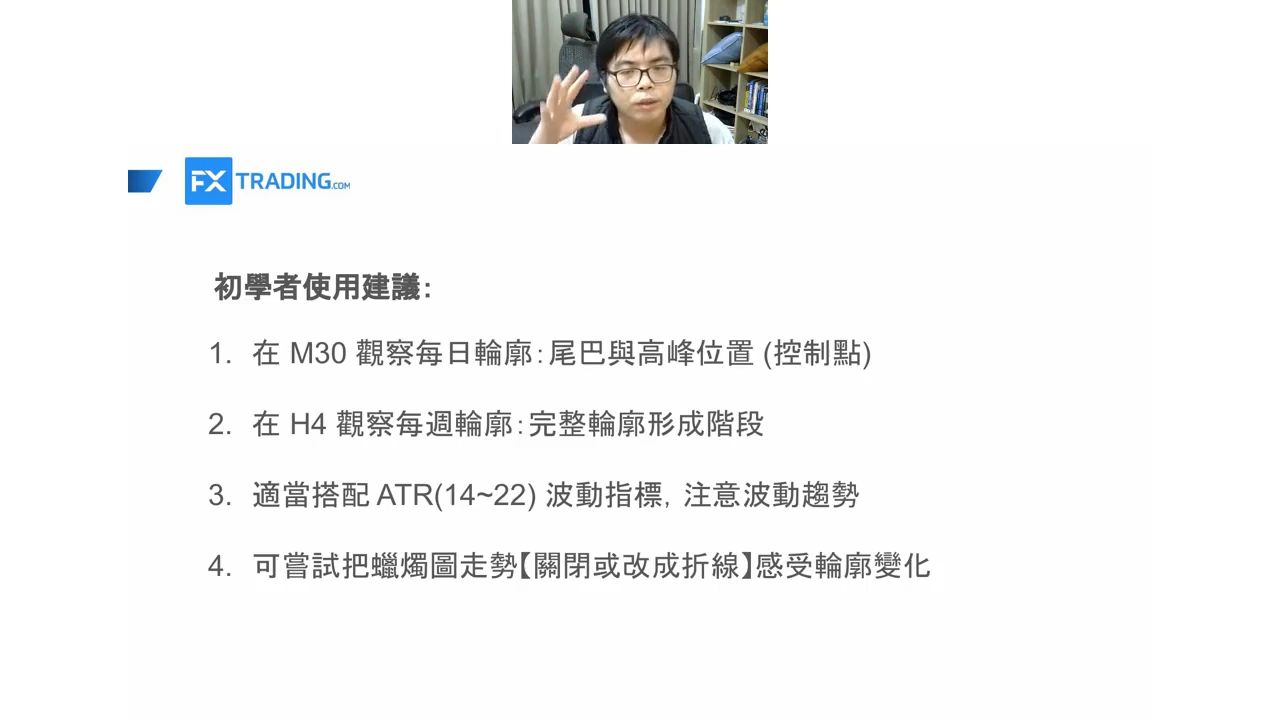 FX TRADING.COM
初學者使用建議：
1. 在 M30 觀察每日輪廓：尾巴與高峰位置 (控制點)
2. 在 H4 觀察每週輪廓：完整輪廓形成階段
3. 適當搭配 ATR(14~22) 波動指標，注意波動趨勢
4. 可嘗試把蠟燭圖走勢【關閉或改成折線】感受輪廓變化